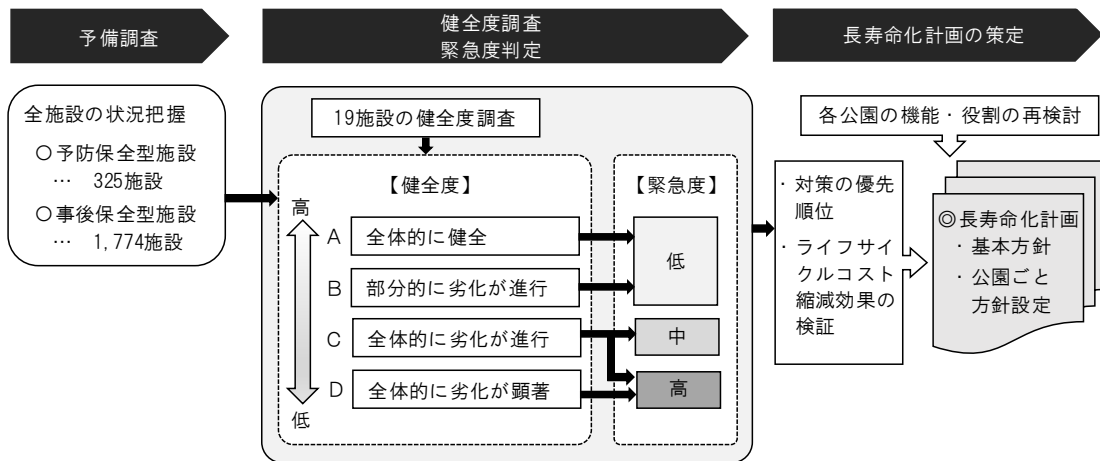 予備調査
健全度調査
緊急度判定
長寿命化計画の策定
全施設の状況把握
○予防保全型施設
… 325施設
○事後保全型施設
… 1,774施設
19施設の健全度調査
【健全度】
高
低
A 全体的に健全
B 部分的に劣化が進行
C 全体的に劣化が進行
D 全体的に劣化が顕著
【緊急度】
低
中
高
各公園の機能・役割の再検討
・対策の優先
順位
・ライフサイ
クルコスト
縮減効果の
検証
◎長寿命化計画
・基本方針
・公園ごと
方針設定